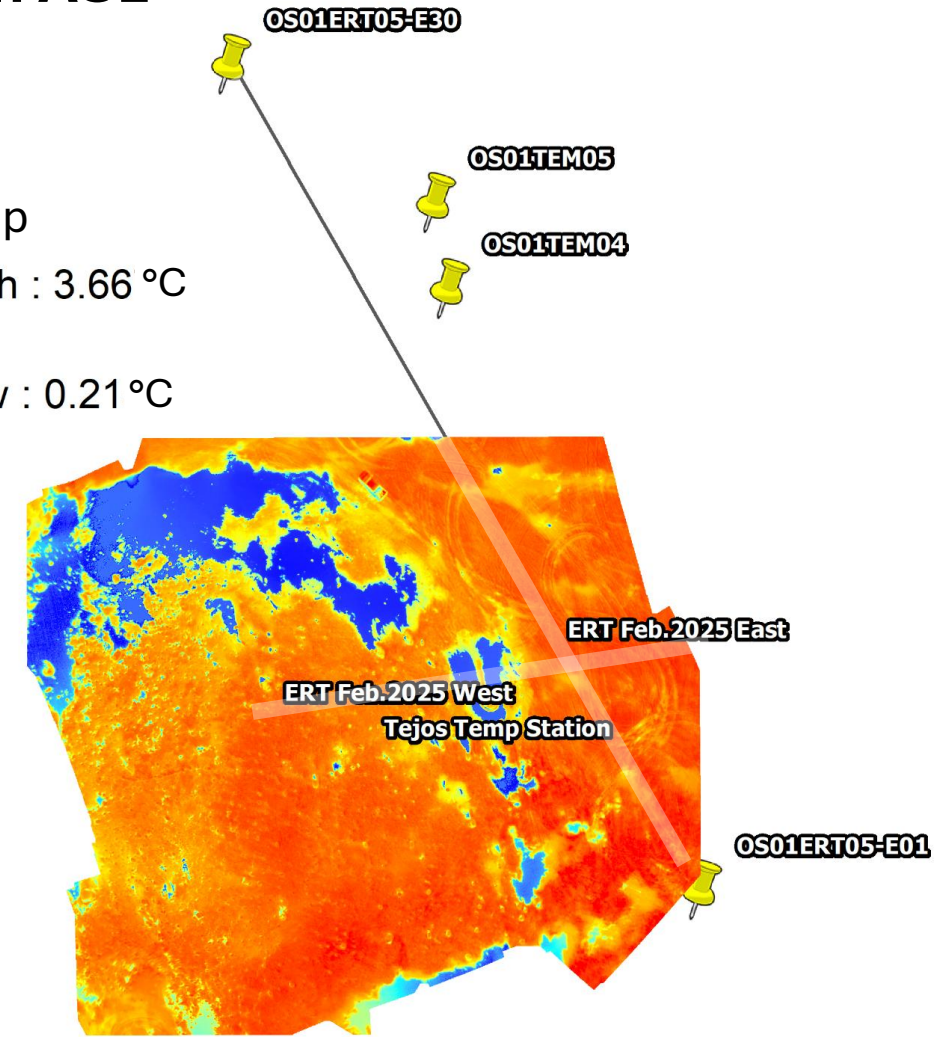 OS01ERT05-E30
OS01TEM05
p
OS01TEM04
h : 3.66 °C
: 0.21°C
ERT Feb.2025 East
ERT Feb.2025 West
Tejos Temp Station
OS01ERT05-E01